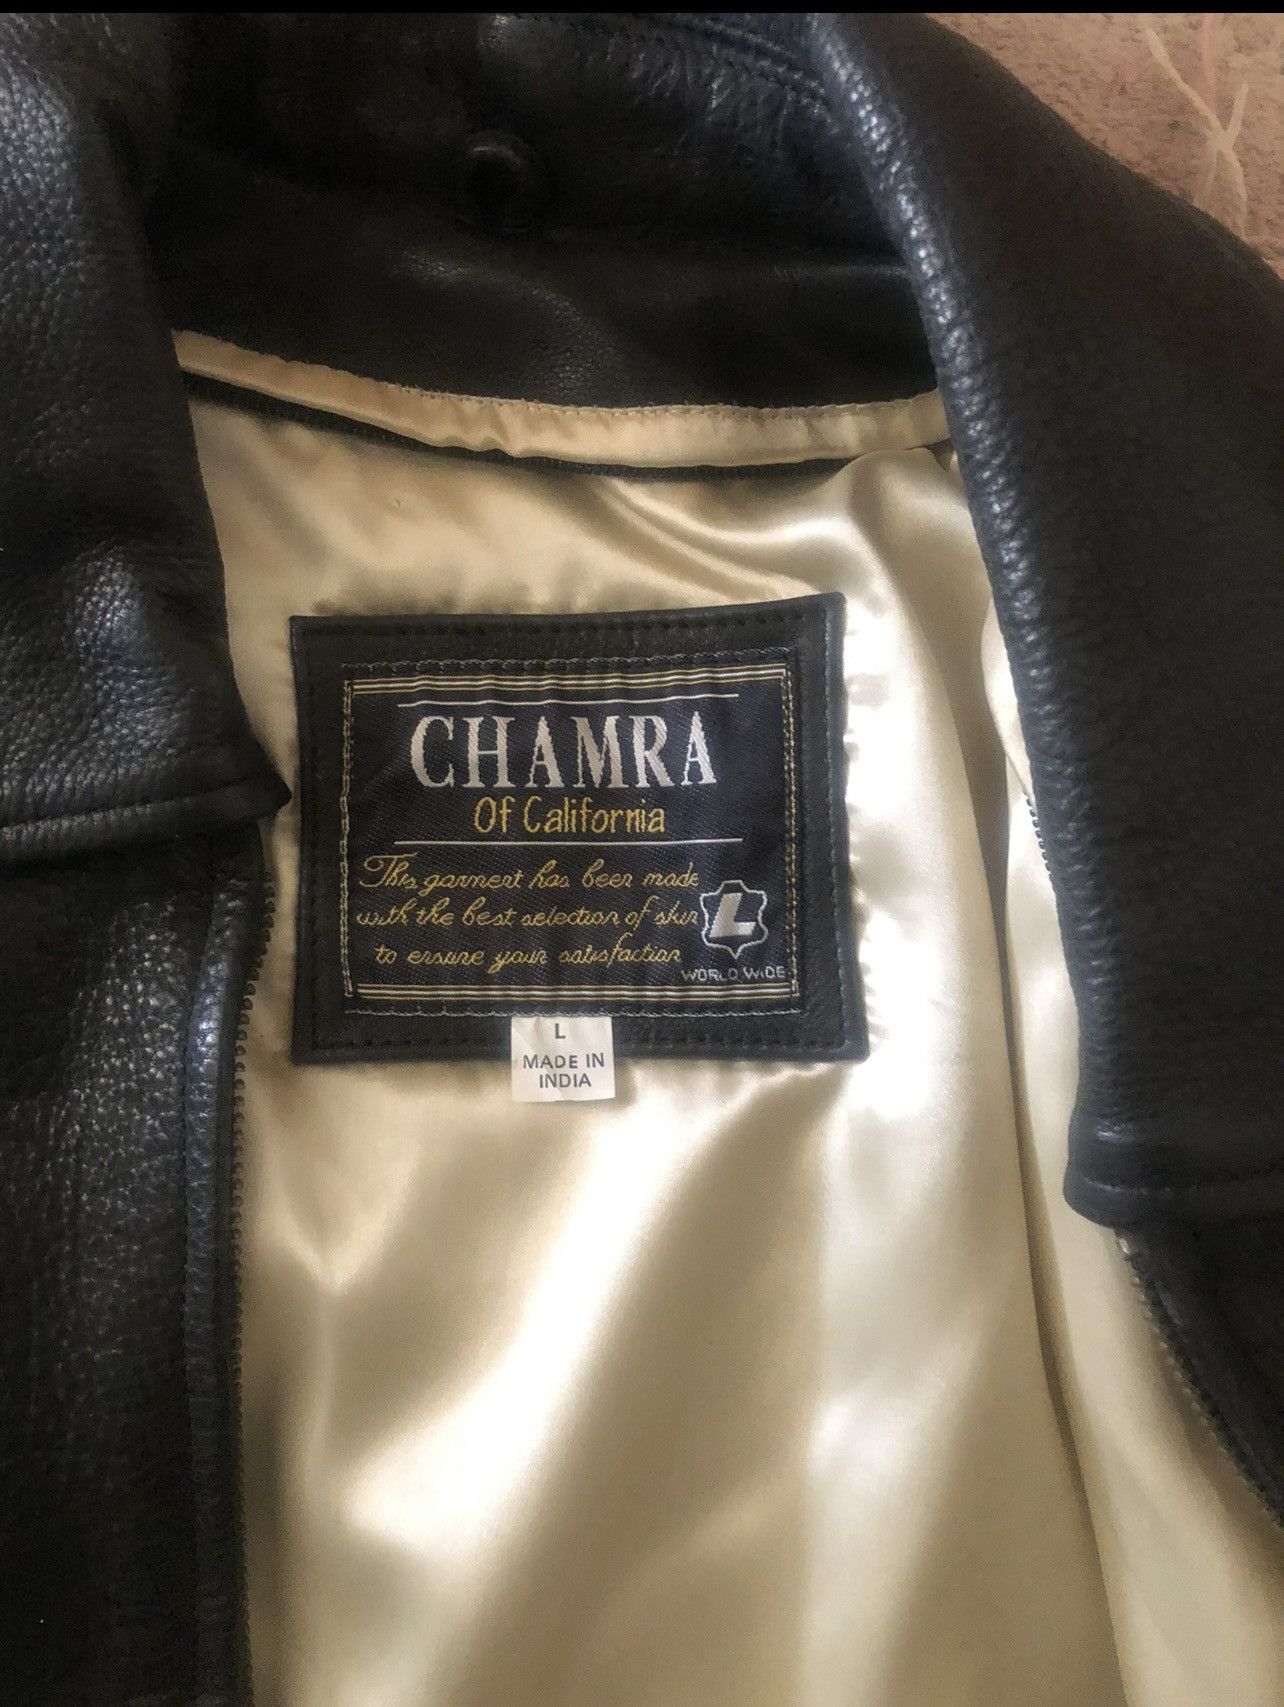 CHAMRA
Of California
This garment has been made
with the best selection of skin
to ensure your satisfaction
L
WORLD WIDE
L
MADE IN
INDIA